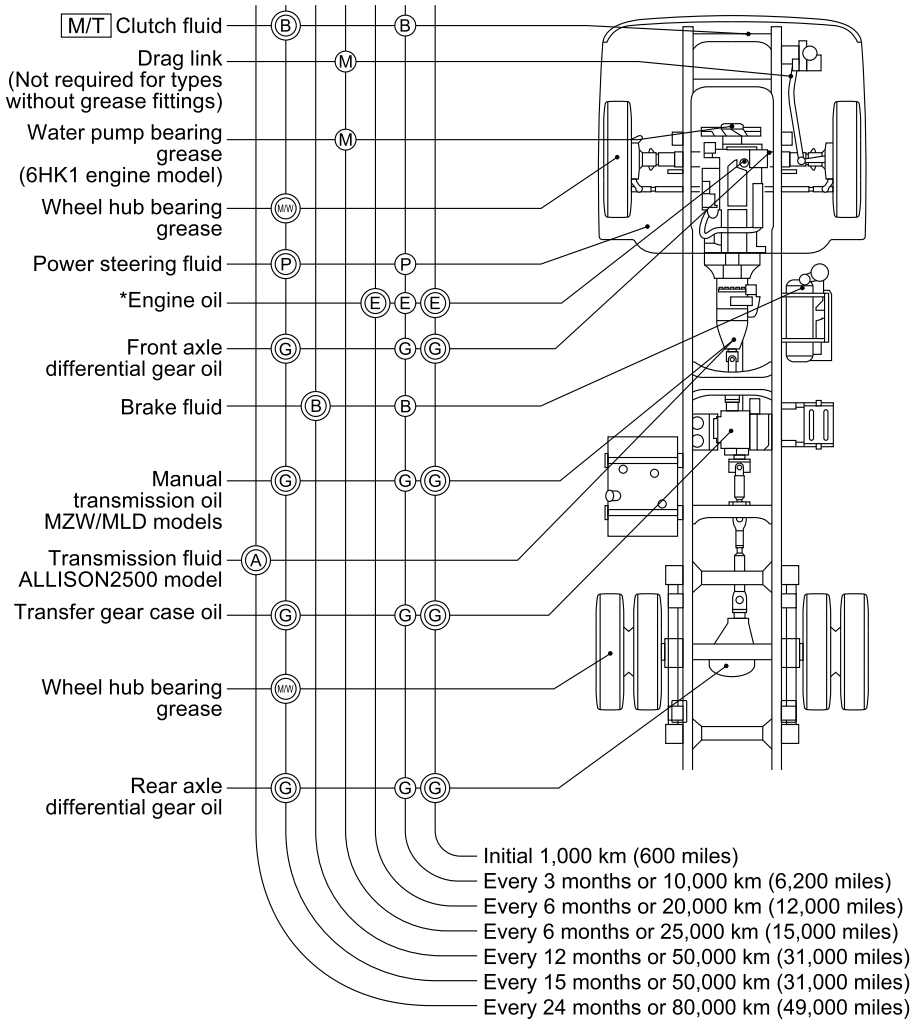 M/T Clutch fluid B B
Drag link M
(Not required for types
without grease fittings)
Water pump bearing M
grease
(6HK1 engine model)
Wheel hub bearing M/W
grease
Power steering fluid P P
*Engine oil E E E
Front axle G G G
differential gear oil
Brake fluid B B
Manual G G G
transmission oil
MZW/MLD models
Transmission fluid A
ALLISON2500 model
Transfer gear case oil G G G
Wheel hub bearing M/W
grease
Rear axle G G G
differential gear oil
Initial 1,000 km (600 miles)
Every 3 months or 10,000 km (6,200 miles)
Every 6 months or 20,000 km (12,000 miles)
Every 6 months or 25,000 km (15,000 miles)
Every 12 months or 50,000 km (31,000 miles)
Every 15 months or 50,000 km (31,000 miles)
Every 24 months or 80,000 km (49,000 miles)